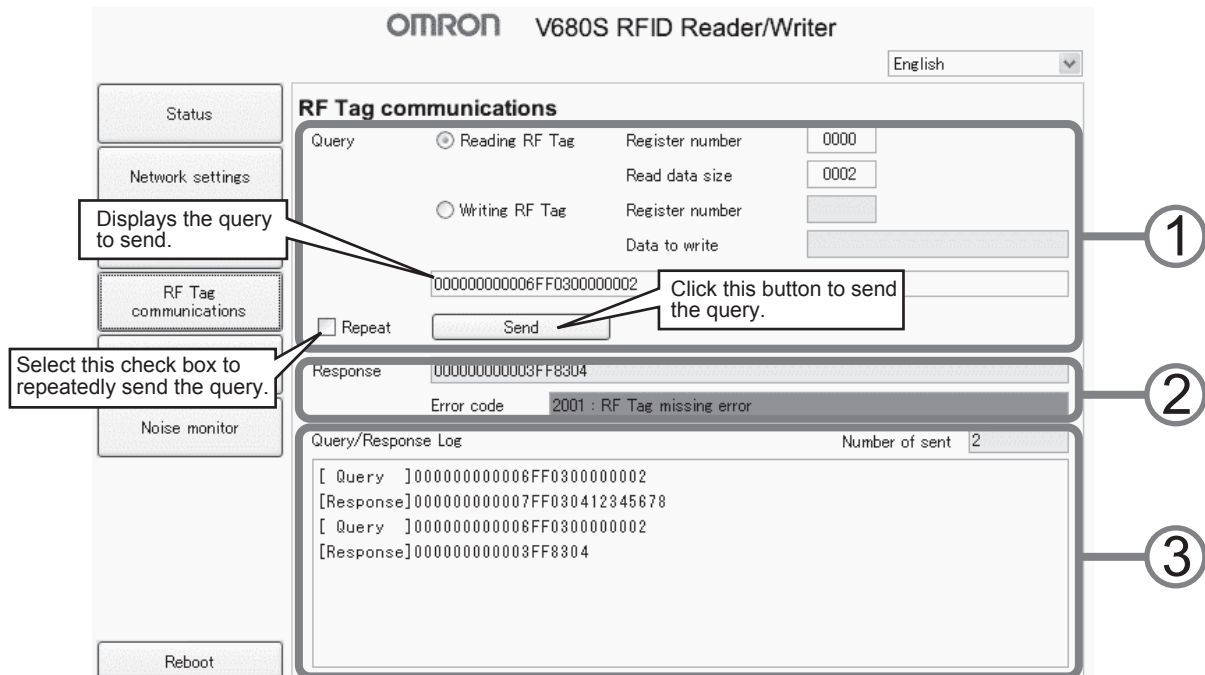 OMRON V680S RFID Reader/Writer
English
Status
RF Tag communications
Query Reading RF Tag Register number 0000
Network settings
Read data size 0002
Displays the query
to send.
Writing RF Tag Register number
Data to write
1
RF Tag
communications
000000000006FF0300000002
Click this button to send
the query.
Repeat Send
Select this check box to
repeatedly send the query.
Response 000000000003FF8304
Error code 2001 : RF Tag missing error
2
Noise monitor
Query/Response Log Number of sent 2
[ Query ]000000000006FF0300000002
[Response]000000000007FF030412345678
[ Query ]000000000006FF0300000002
[Response]000000000003FF8304
3
Reboot